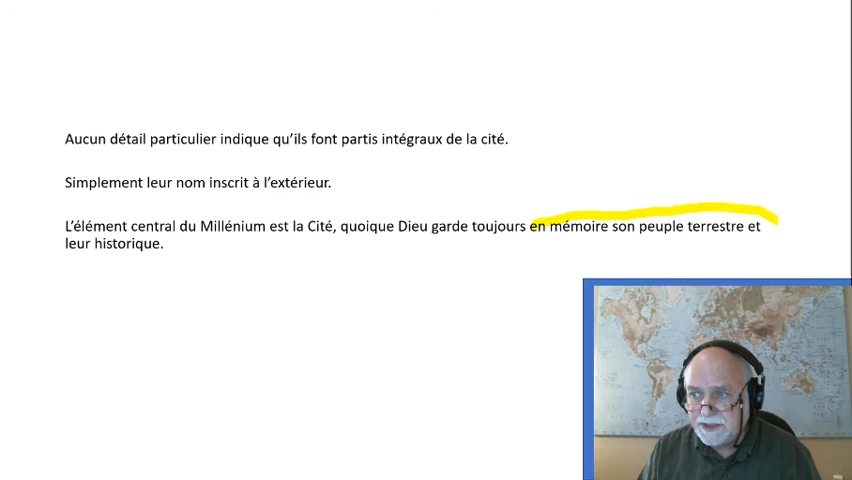 Aucun détail particulier indique qu’ils font partis intégraux de la cité.
Simplement leur nom inscrit à l’extérieur.
L’élément central du Millénium est la Cité, quoique Dieu garde toujours en mémoire son peuple terrestre et
leur historique.